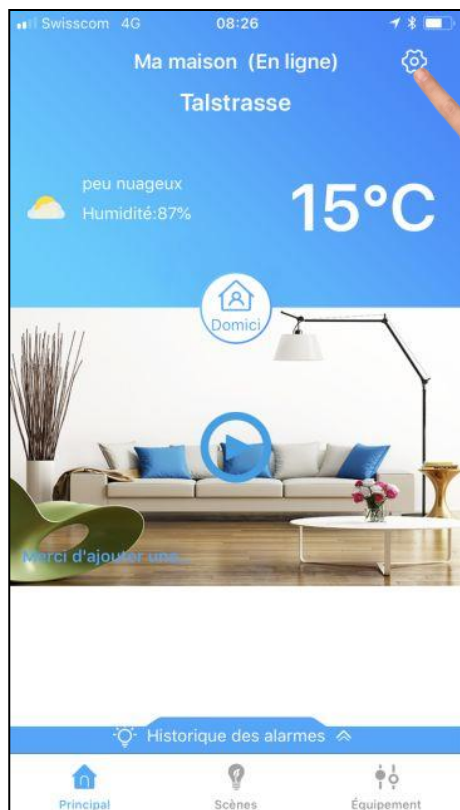 Swisscom 4G 08:26
Ma maison (En ligne)
Talstrasse
peu nuageux
Humidité:87%
15°C
Domici
Merci d'ajouter une...
Historique des alarmes
Principal Scènes Équipement